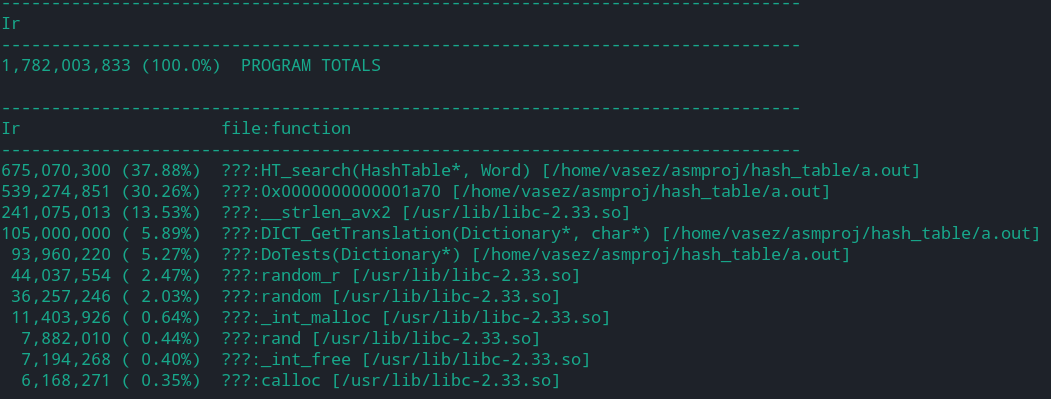 --------------------------------------------------------------------------------
Ir
--------------------------------------------------------------------------------
1,782,003,833 (100.0%)  PROGRAM TOTALS

--------------------------------------------------------------------------------
Ir                    file:function
--------------------------------------------------------------------------------
675,070,300 (37.88%)  ???:HT_search(HashTable*, Word) [/home/vasez/asmproj/hash_table/a.out]
539,274,851 (30.26%)  ???:0x0000000000001a70 [/home/vasez/asmproj/hash_table/a.out]
241,075,013 (13.53%)  ???:__strlen_avx2 [/usr/lib/libc-2.33.so]
105,000,000 ( 5.89%)  ???:DICT_GetTranslation(Dictionary*, char*) [/home/vasez/asmproj/hash_table/a.out]
 93,960,220 ( 5.27%)  ???:DoTests(Dictionary*) [/home/vasez/asmproj/hash_table/a.out]
 44,037,554 ( 2.47%)  ???:random_r [/usr/lib/libc-2.33.so]
 36,257,246 ( 2.03%)  ???:random [/usr/lib/libc-2.33.so]
 11,403,926 ( 0.64%)  ???:_int_malloc [/usr/lib/libc-2.33.so]
  7,882,010 ( 0.44%)  ???:rand [/usr/lib/libc-2.33.so]
  7,194,268 ( 0.40%)  ???:_int_free [/usr/lib/libc-2.33.so]
  6,168,271 ( 0.35%)  ???:calloc [/usr/lib/libc-2.33.so]